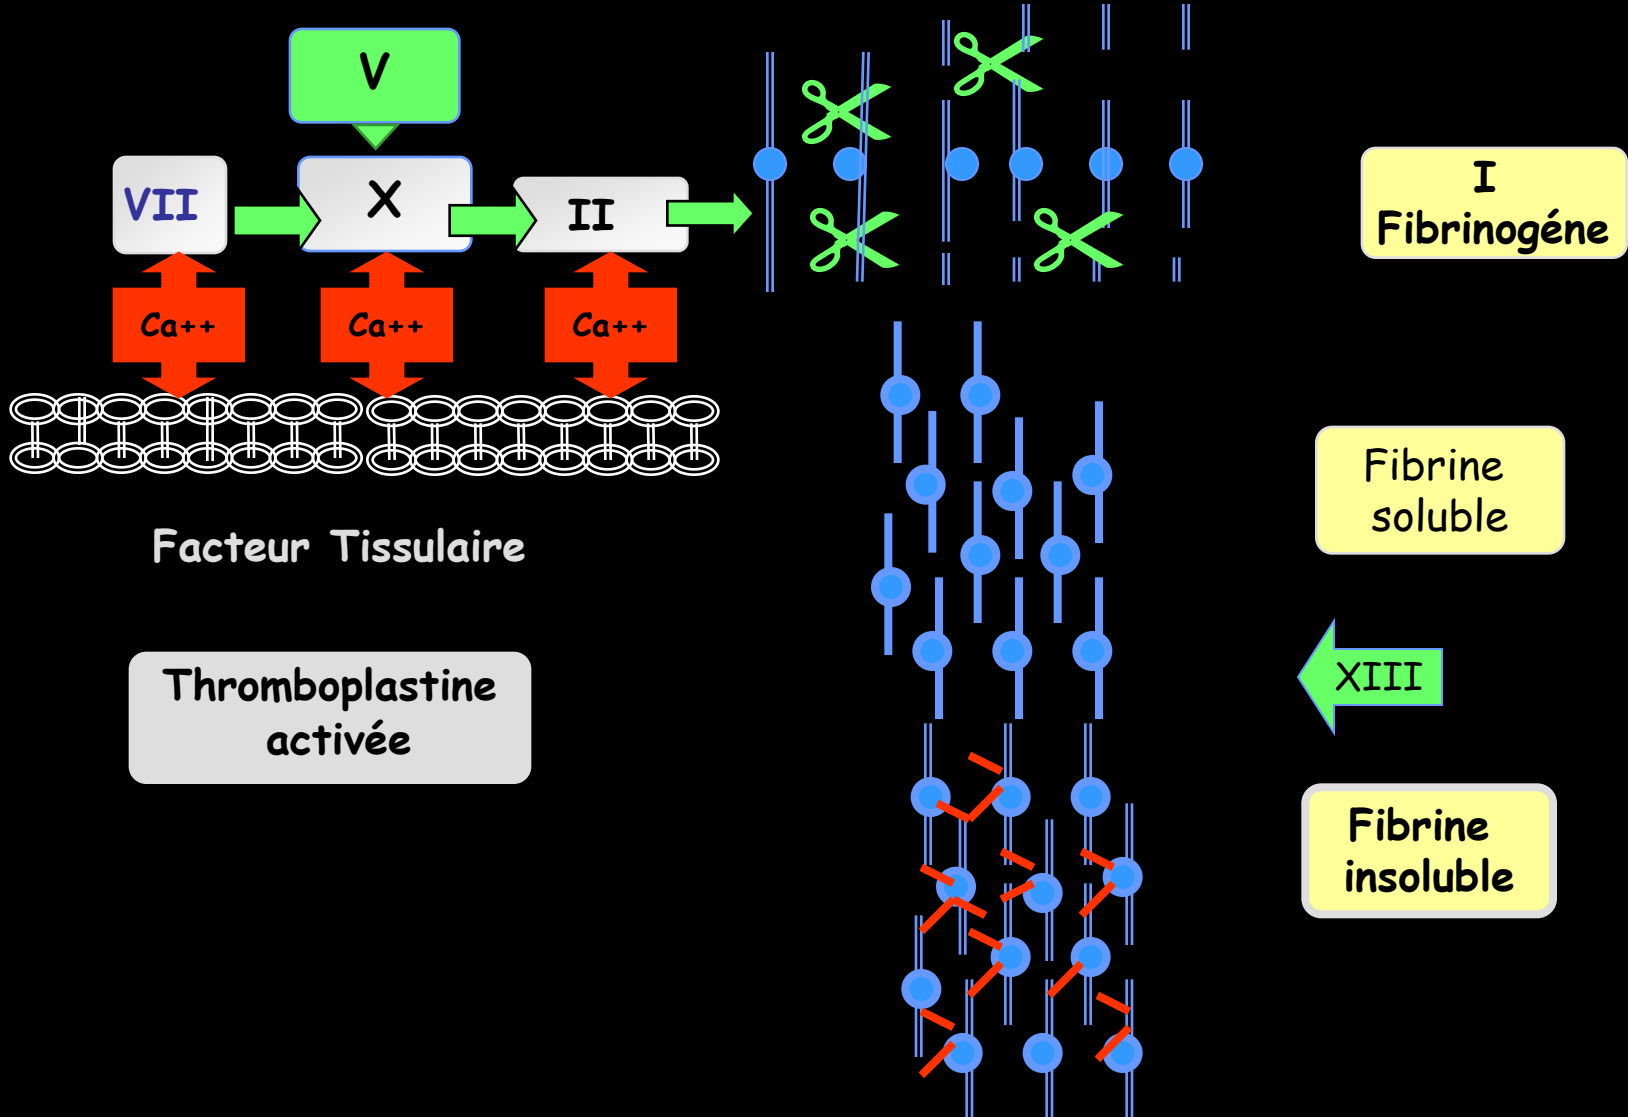 V
VII
X
II
Ca++
Ca++
Ca++
Facteur Tissulaire
Thromboplastine
activée
I
Fibrinogéne
Fibrine
soluble
XIII
Fibrine
insoluble